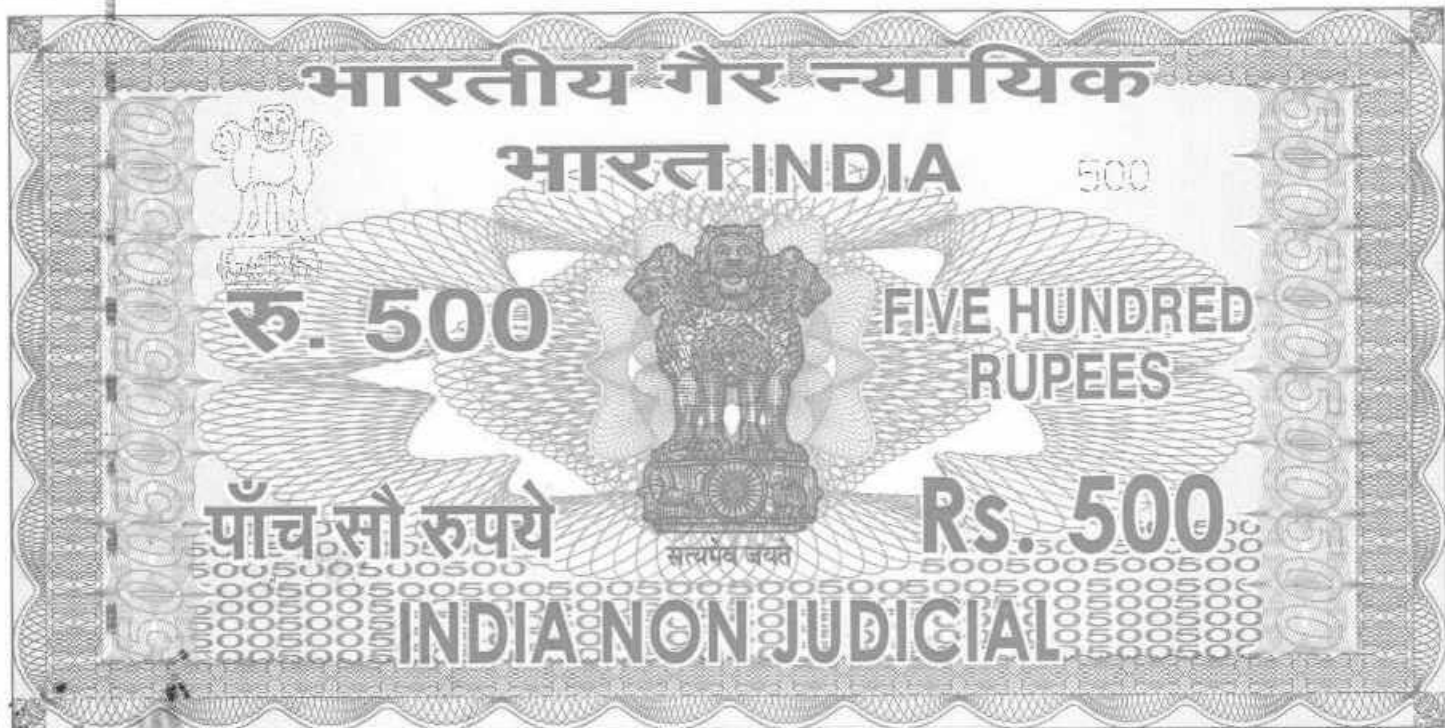 भारतीय गैर न्यायिक
भारत INDIA
500
रु. 500
FIVE HUNDRED
RUPEES
पाँच सौ रुपये
Rs. 500
सत्यमेव जयते
INDIA NON JUDICIAL